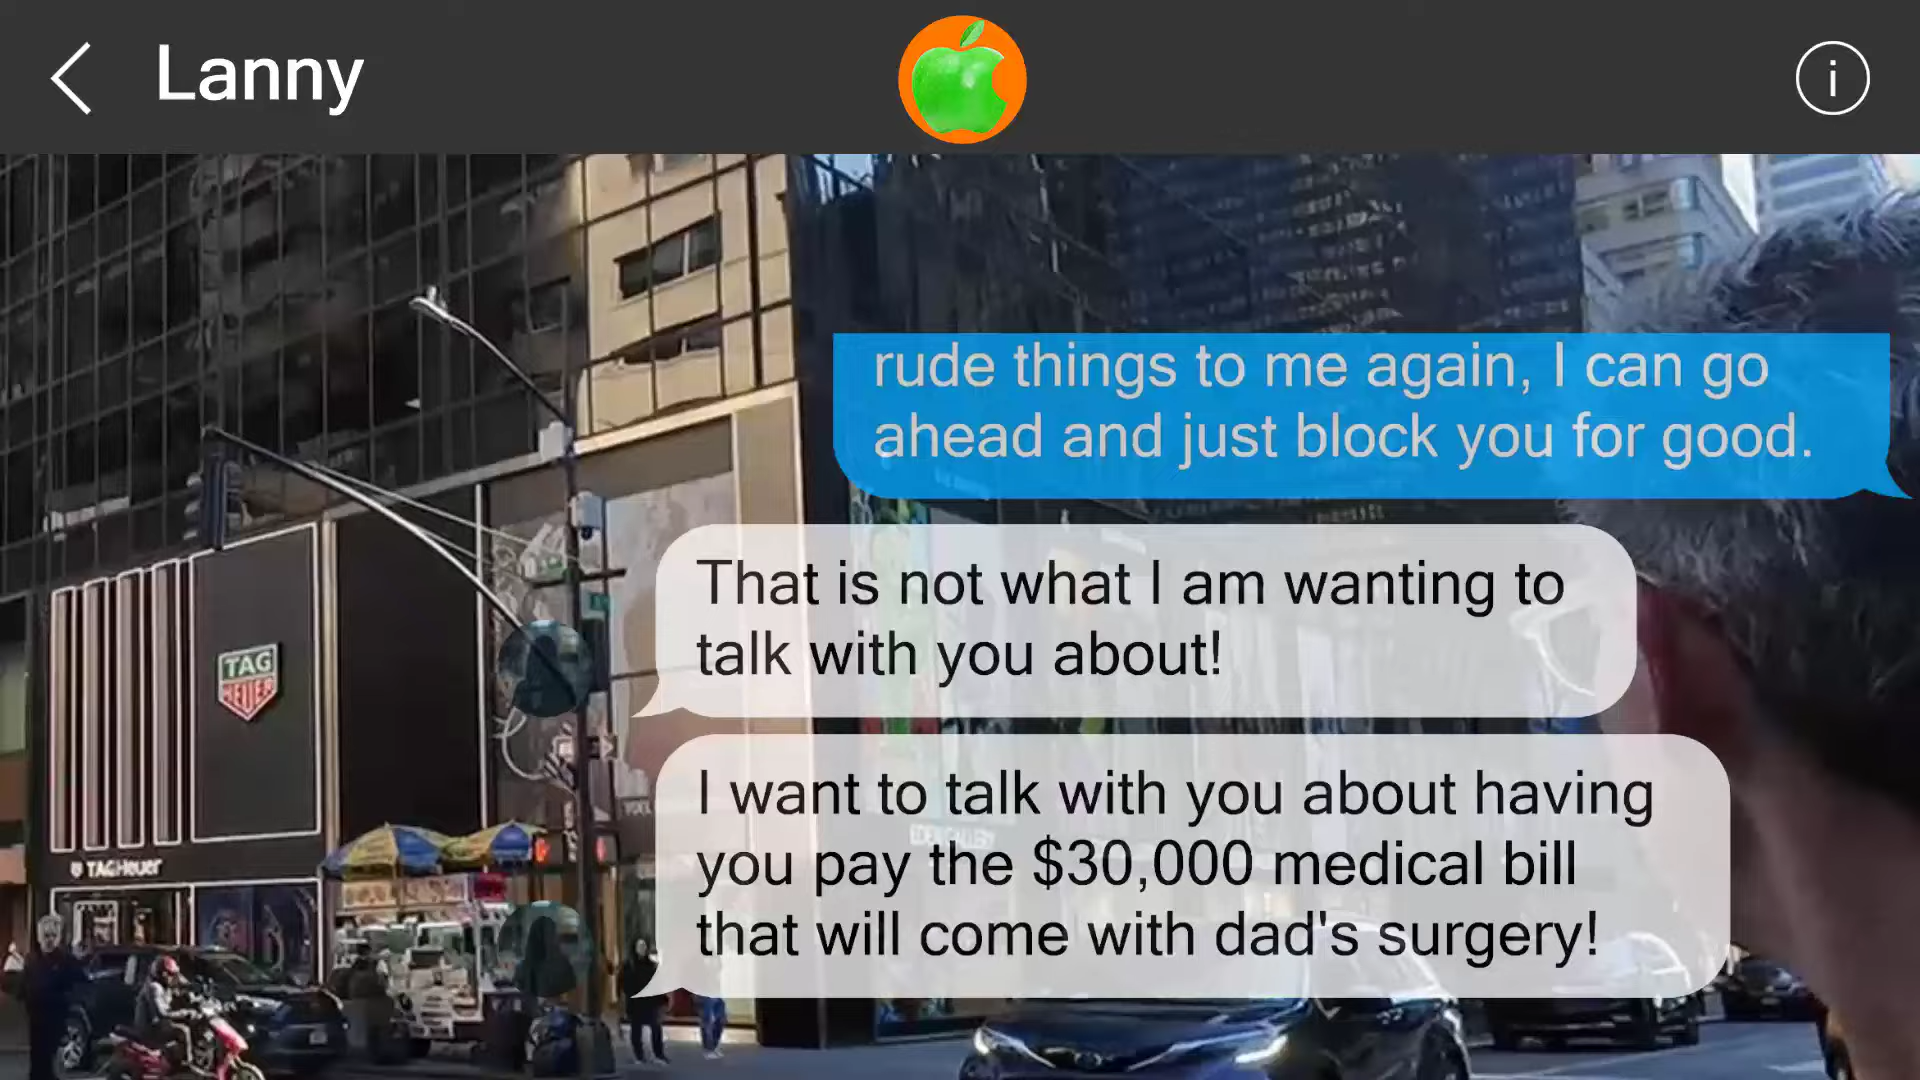 Lanny
i
rude things to me again, I can go
ahead and just block you for good.
That is not what I am wanting to
talk with you about!
I want to talk with you about having
you pay the $30,000 medical bill
that will come with dad's surgery!
TAG
HEUER
TAGHeuer
EDEN GALLERY